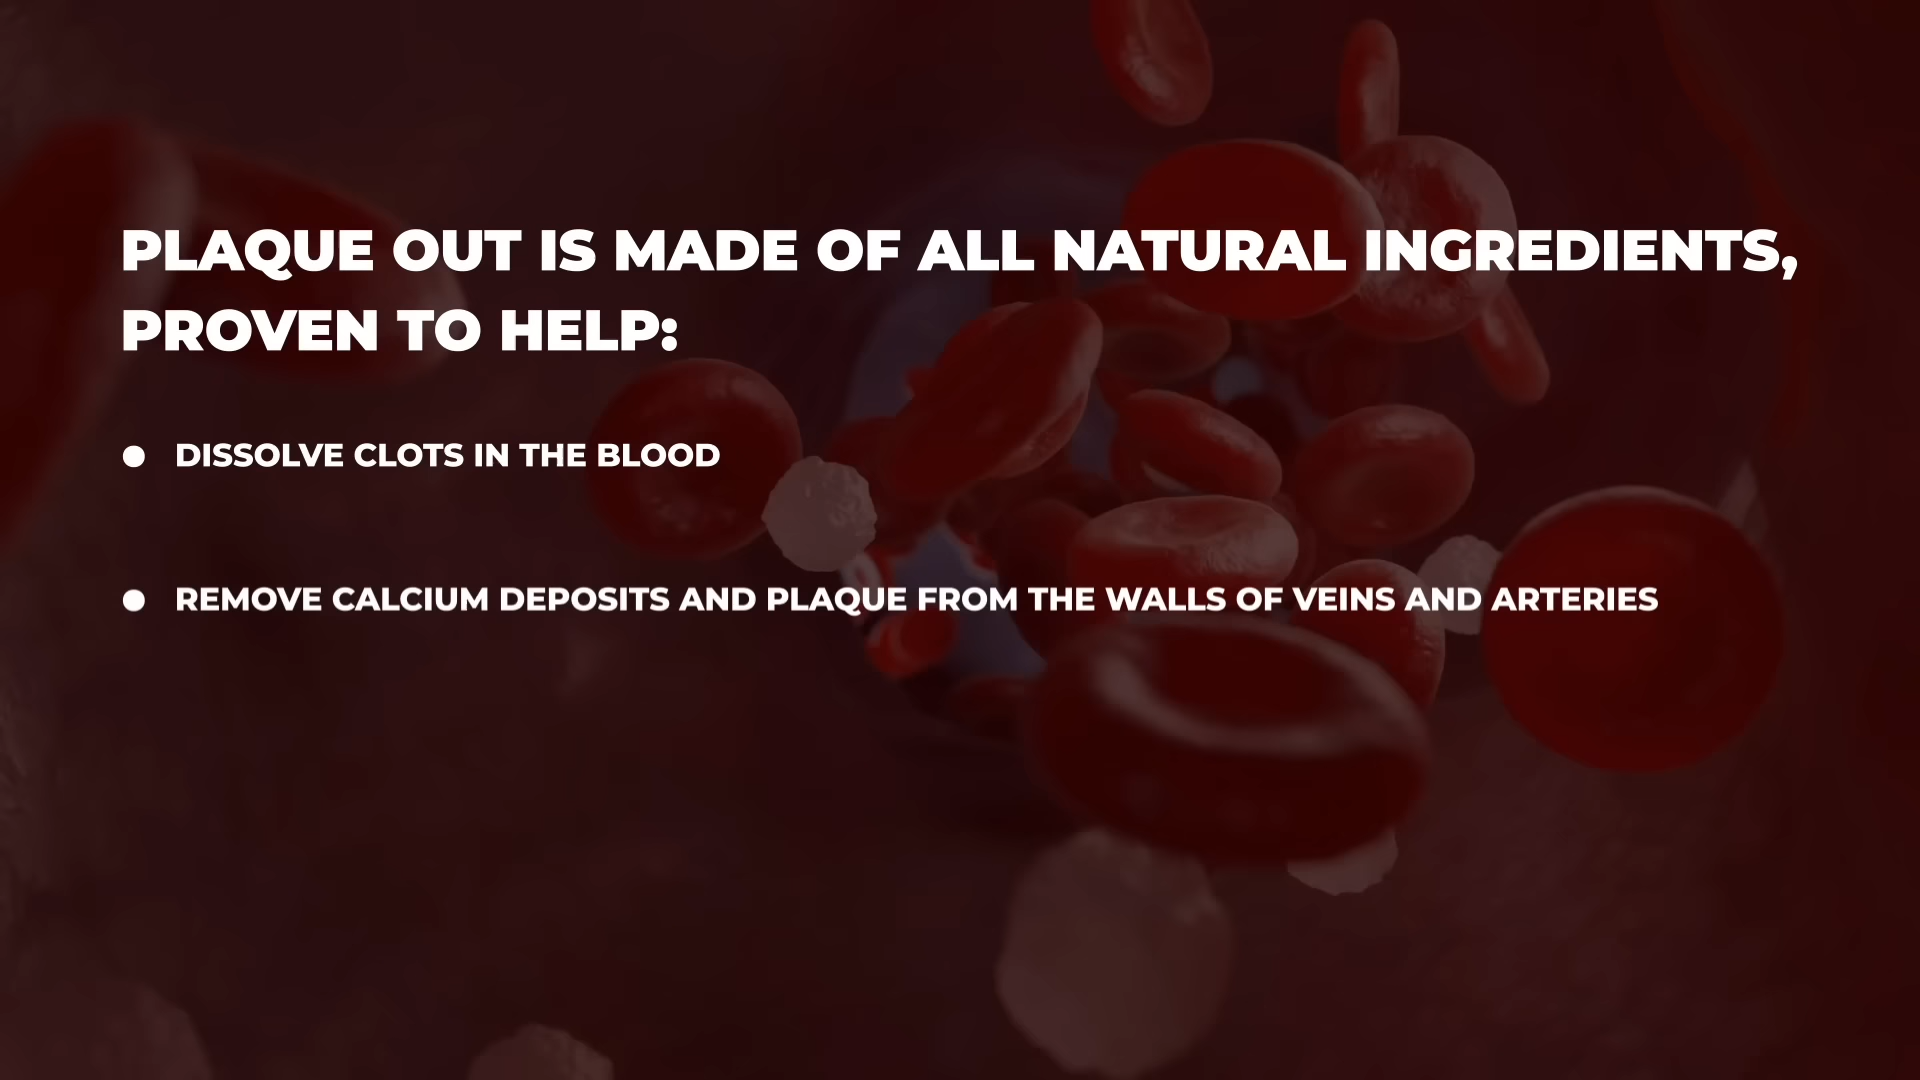 PLAQUE OUT IS MADE OF ALL NATURAL INGREDIENTS,
PROVEN TO HELP:
● DISSOLVE CLOTS IN THE BLOOD
● REMOVE CALCIUM DEPOSITS AND PLAQUE FROM THE WALLS OF VEINS AND ARTERIES